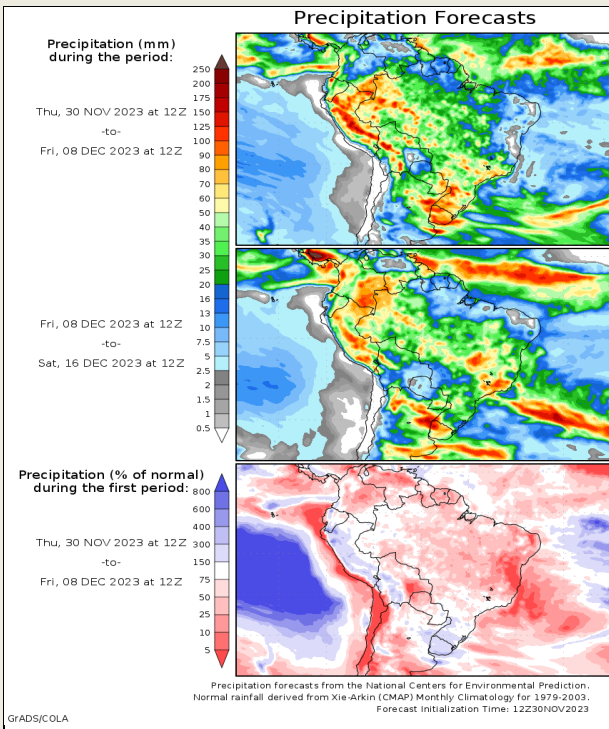 Precipitation Forecasts
Precipitation (mm)
during the period:
Thu, 30 NOV 2023 at 12Z
-to-
Fri, 08 DEC 2023 at 12Z
250
200
175
150
125
100
90
80
70
60
50
40
35
30
25
20
16
13
10
7.5
5
2.5
2
1.5
1
0.5
Fri, 08 DEC 2023 at 12Z
-to-
Sat, 16 DEC 2023 at 12Z
Precipitation (% of normal)
during the first period:
Thu, 30 NOV 2023 at 12Z
-to-
Fri, 08 DEC 2023 at 12Z
800
600
400
300
150
75
50
25
10
5
Precipitation forecasts from the National Centers for Environmental Prediction.
Normal rainfall derived from Xie-Arkin (CMAP) Monthly Climatology for 1979-2003.
Forecast Initialization Time: 12Z30NOV2023
GrADS/COLA